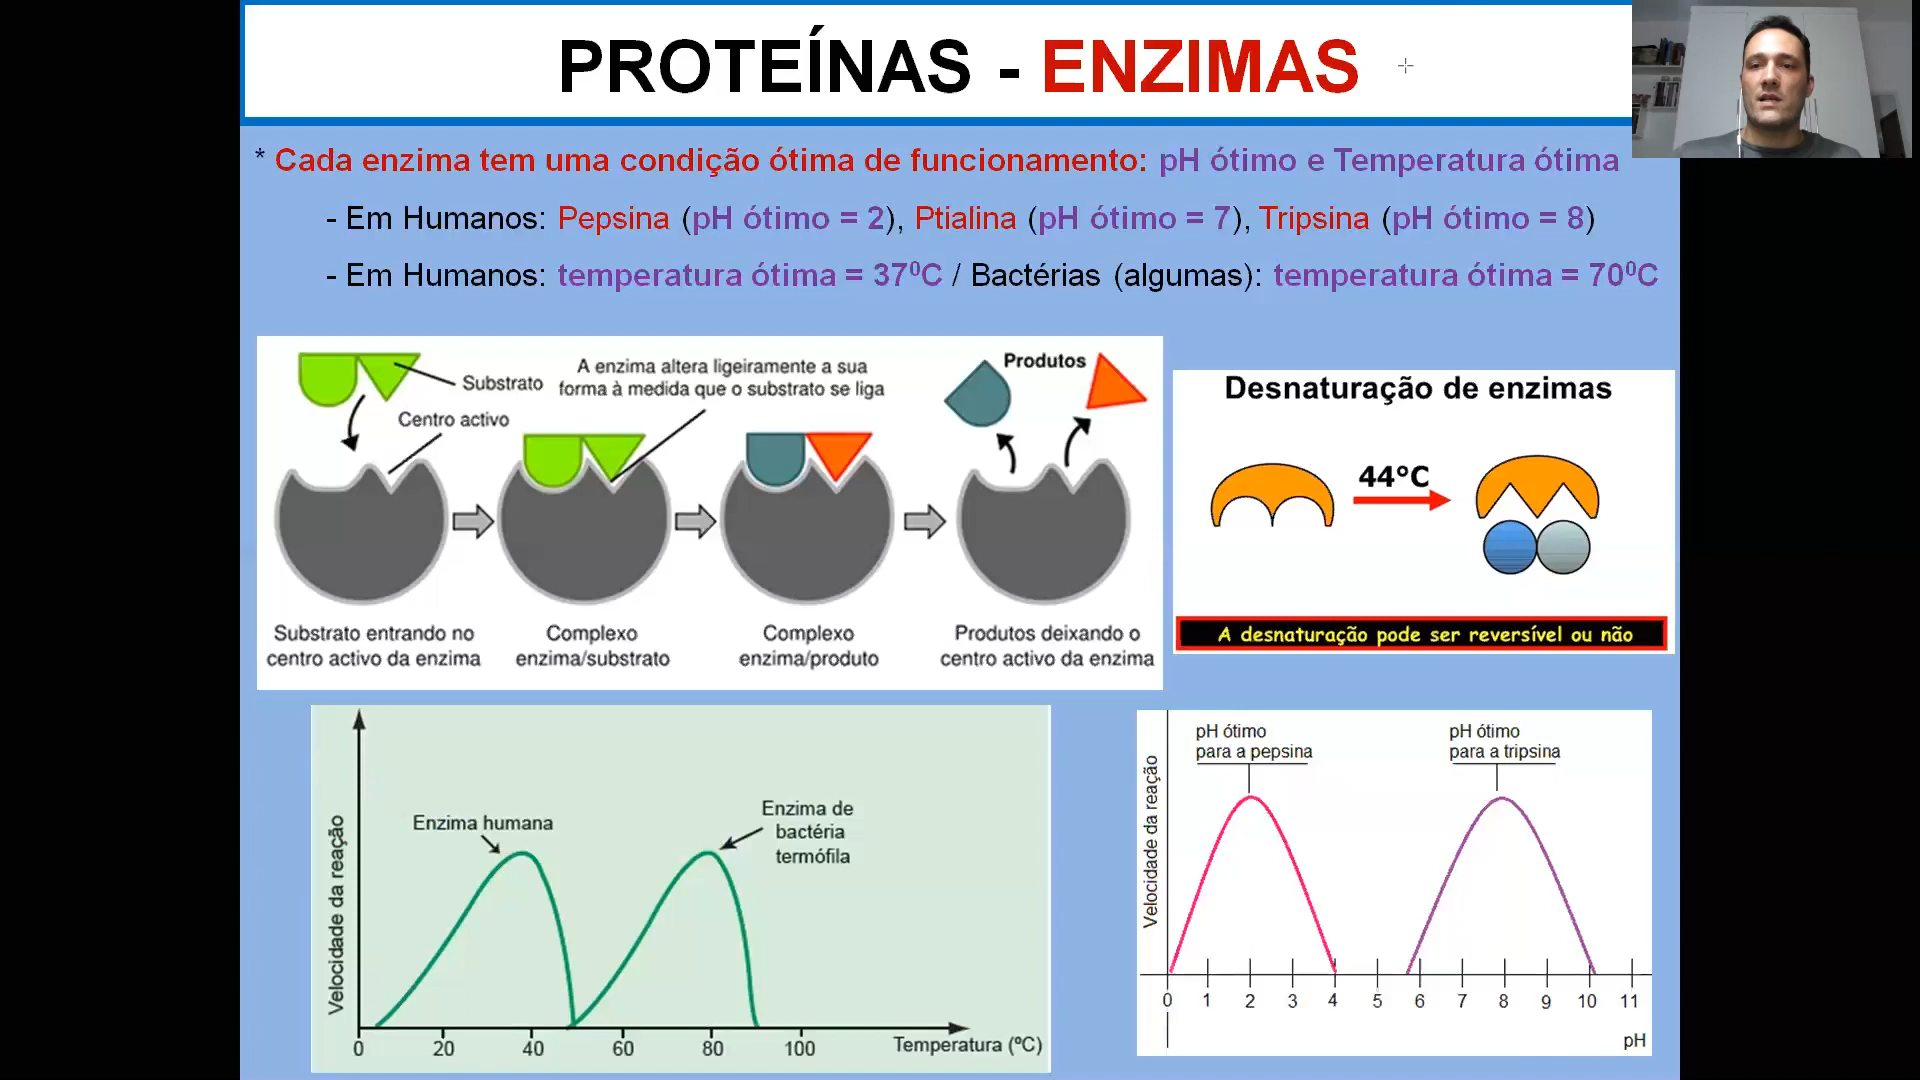 PROTEÍNAS - ENZIMAS
* Cada enzima tem uma condição ótima de funcionamento: pH ótimo e Temperatura ótima
- Em Humanos: Pepsina (pH ótimo = 2), Ptialina (pH ótimo = 7), Tripsina (pH ótimo = 8)
- Em Humanos: temperatura ótima = 37⁰C / Bactérias (algumas): temperatura ótima = 70⁰C
Substrato
Centro activo
A enzima altera ligeiramente a sua
forma à medida que o substrato se liga
Produtos
Substrato entrando no
centro activo da enzima
Complexo
enzima/substrato
Complexo
enzima/produto
Produtos deixando o
centro activo da enzima
Desnaturação de enzimas
44°C
A desnaturação pode ser reversível ou não
Velocidade da reação
Enzima humana
Enzima de
bactéria
termófila
0 20 40 60 80 100
Temperatura (ºC)
Velocidade da reação
pH ótimo
para a pepsina
pH ótimo
para a tripsina
0 1 2 3 4 5 6 7 8 9 10 11
pH